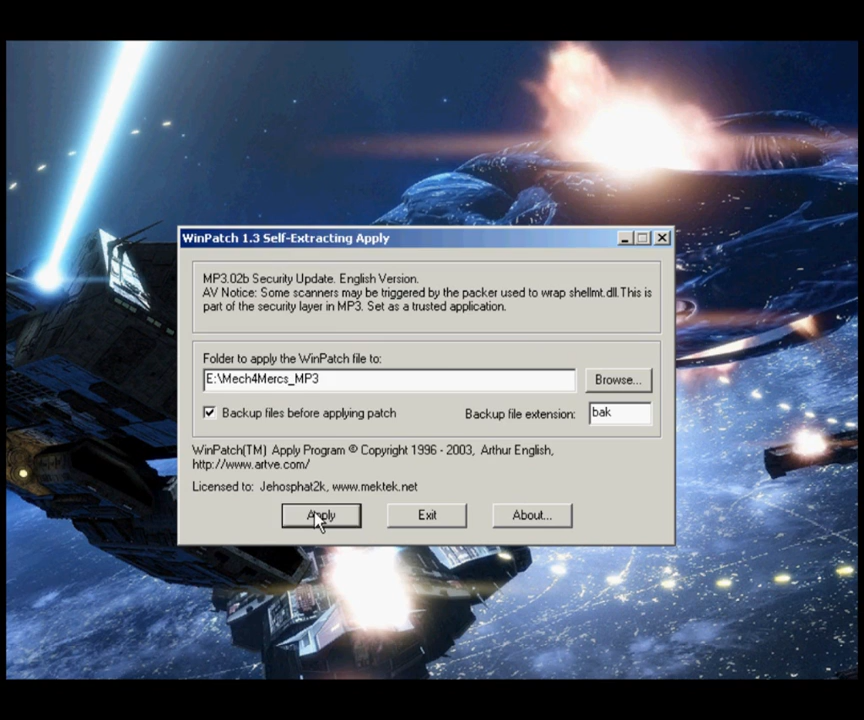 WinPatch 1.3 Self-Extracting Apply
MP3.02b Security Update. English Version.
AV Notice: Some scanners may be triggered by the packer used to wrap shellmt.dll.This is
part of the security layer in MP3. Set as a trusted application.
Folder to apply the WinPatch file to:
E:\Mech4Mercs_MP3 Browse...
Backup files before applying patch Backup file extension: bak
WinPatch(TM) Apply Program © Copyright 1996 - 2003, Arthur English,
http://www.artve.com/
Licensed to: Jehosphat2k, www.mektek.net
Apply Exit About...